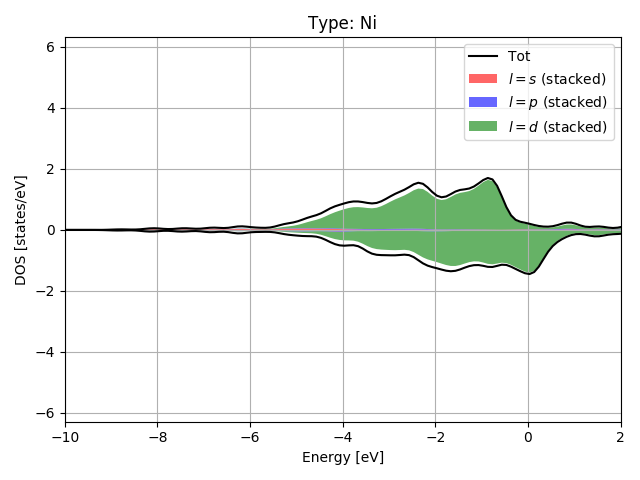 Type: Ni
Tot
l = s (stacked)
l = p (stacked)
l = d (stacked)
DOS [states/eV]
6
4
2
0
−2
−4
−6
−10
−8
−6
−4
−2
0
2
Energy [eV]